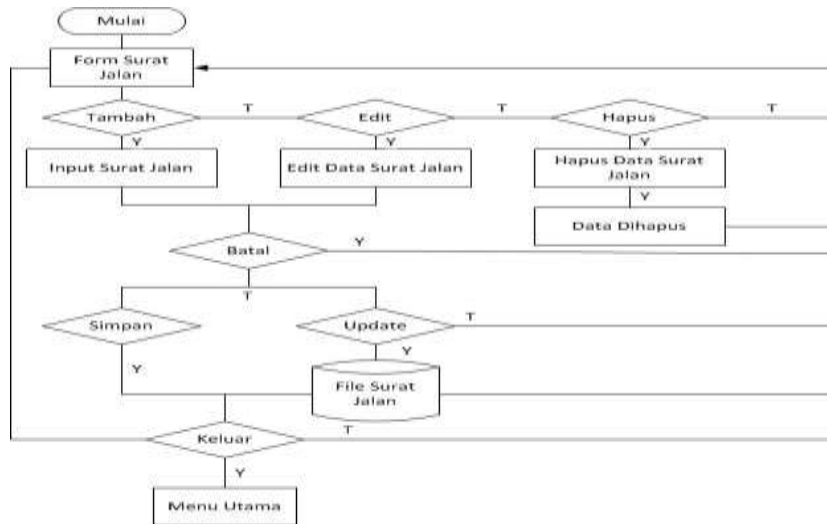 Mulai
Form Surat
Jalan
Tambah
T
Edit
T
Hapus
T
Y
Y
Y
Input Surat Jalan
Edit Data Surat Jalan
Hapus Data Surat
Jalan
Y
Data Dihapus
Batal
Y
T
Simpan
Update
T
Y
Y
File Surat
Jalan
Keluar
T
Y
Menu Utama